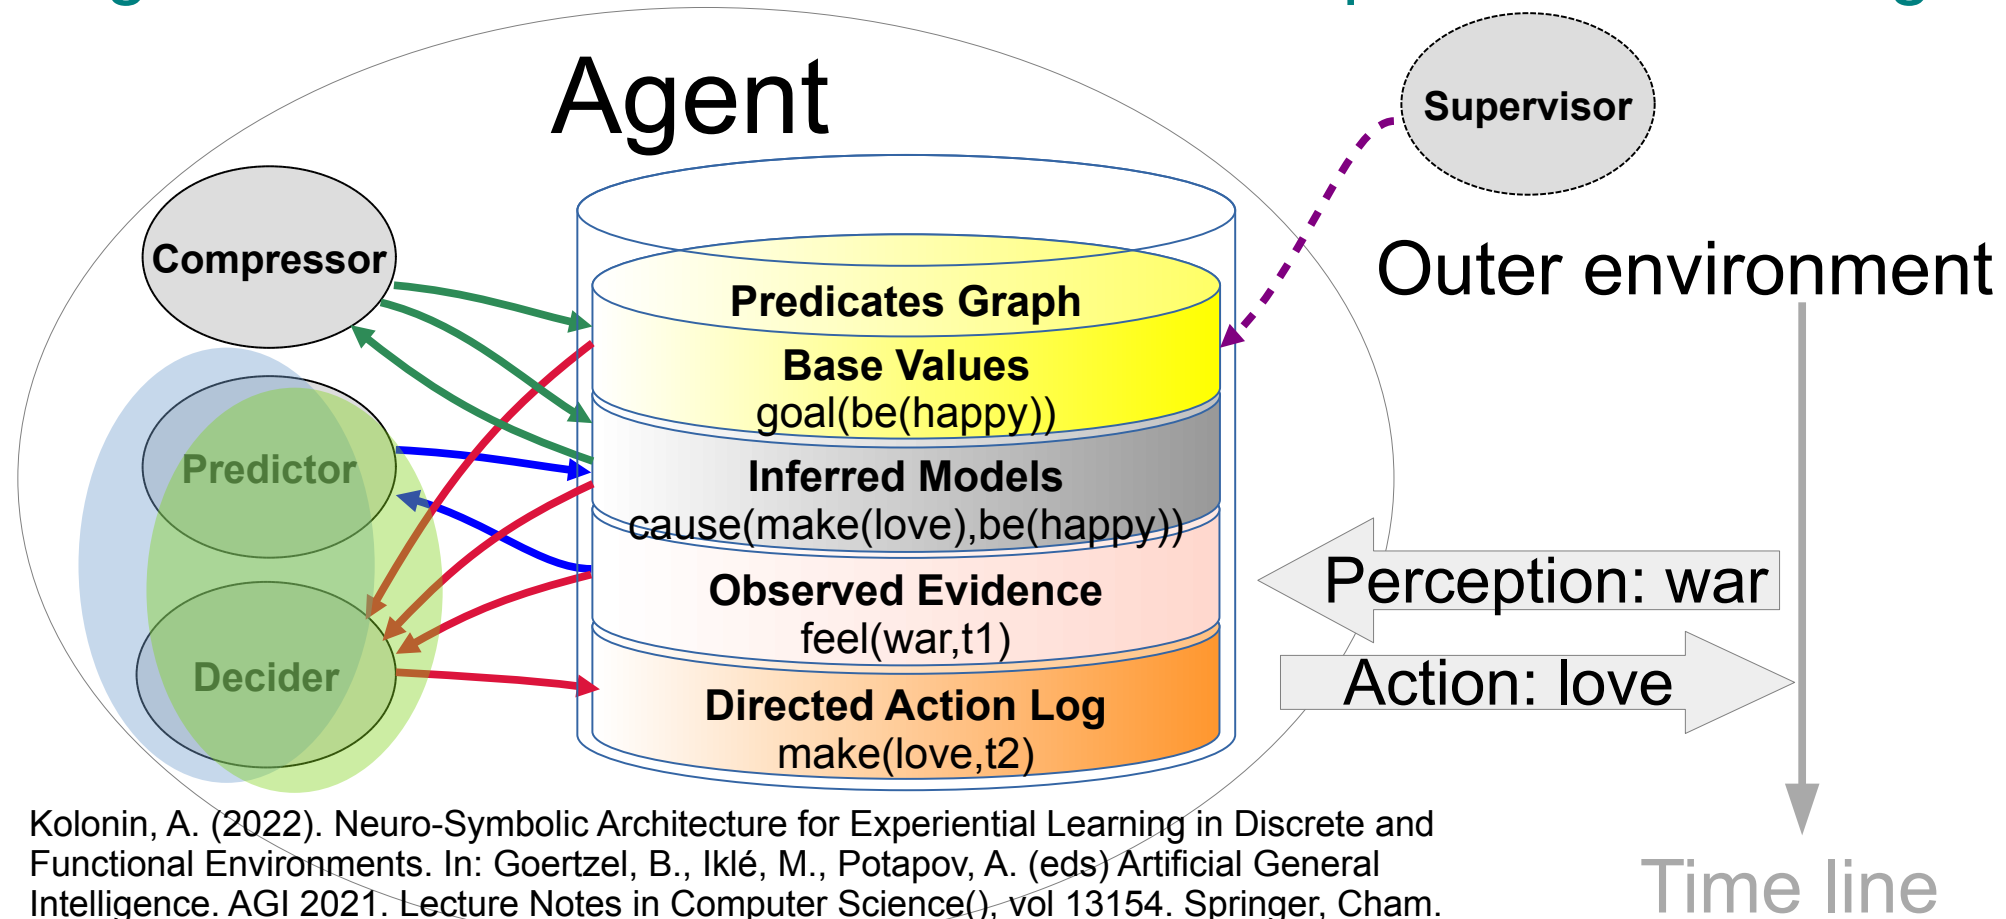 Agent
Supervisor
Compressor
Outer environment
Predicates Graph
Base Values
goal(be(happy))
Predictor
Inferred Models
cause(make(love),be(happy))
Observed Evidence
feel(war,t1)
Perception: war
Decider
Directed Action Log
make(love,t2)
Action: love
Kolonin, A. (2022). Neuro-Symbolic Architecture for Experiential Learning in Discrete and
Functional Environments. In: Goertzel, B., Iklé, M., Potapov, A. (eds) Artificial General
Intelligence. AGI 2021. Lecture Notes in Computer Science(), vol 13154. Springer, Cham.
Time line